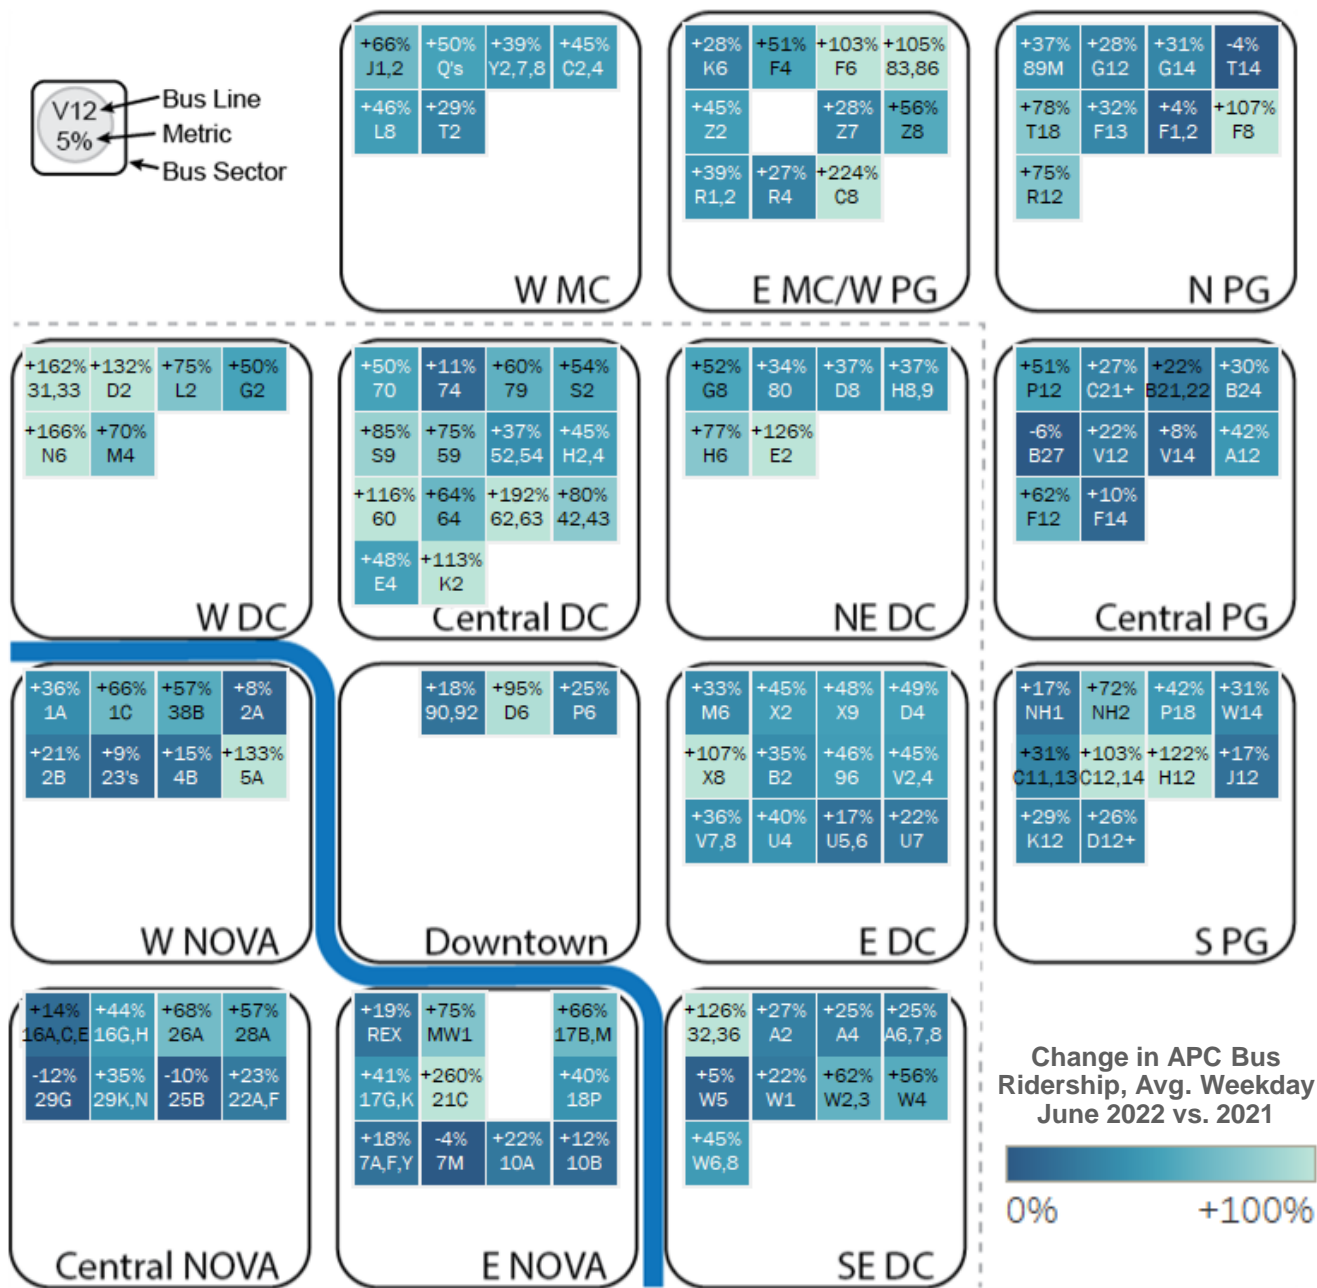 V12
5%
Bus Line
Metric
Bus Sector
+66% +50% +39% +45%
J1,2 Q's Y2,7,8 C2,4
+46% +29%
L8 T2
W MC
+28% +51% +103% +105%
K6 F4 F6 83,86
+45% +28% +56%
Z2 Z7 Z8
+39% +27% +224%
R1,2 R4 C8
E MC/W PG
+37% +28% +31% -4%
89M G12 G14 T14
+78% +32% +4% +107%
T18 F13 F1,2 F8
+75%
R12
N PG
+162% +132% +75% +50%
31,33 D2 L2 G2
+166% +70%
N6 M4
W DC
+50% +11% +60% +54%
70 74 79 S2
+85% +75% +37% +45%
S9 59 52,54 H2,4
+116% +64% +192% +80%
60 64 62,63 42,43
+48% +113%
E4 K2
Central DC
+52% +34% +37% +37%
G8 80 D8 H8,9
+77% +126%
H6 E2
NE DC
+51% +27% +22% +30%
P12 C21+ B21,22 B24
-6% +22% +8% +42%
B27 V12 V14 A12
+62% +10%
F12 F14
Central PG
+36% +66% +57% +8%
1A 1C 38B 2A
+21% +9% +15% +133%
2B 23's 4B 5A
W NOVA
+18% +95% +25%
90,92 D6 P6
Downtown
+33% +45% +48% +49%
M6 X2 X9 D4
+107% +35% +46% +45%
X8 B2 96 V2,4
+36% +40% +17% +22%
V7,8 U4 U5,6 U7
E DC
+17% +72% +42% +31%
NH1 NH2 P18 W14
+31% +103% +122% +17%
C11,13 C12,14 H12 J12
+29% +26%
K12 D12+
S PG
+14% +44% +68% +57%
16A,C,E 16G,H 26A 28A
-12% +35% -10% +23%
29G 29K,N 25B 22A,F
Central NOVA
+19% +75% +66%
REX MW1 17B,M
+41% +260% +40%
17G,K 21C 18P
+18% -4% +22% +12%
7A,F,Y 7M 10A 10B
E NOVA
+126% +27% +25% +25%
32,36 A2 A4 A6,7,8
+5% +22% +62% +56%
W5 W1 W2,3 W4
+45%
W6,8
SE DC
Change in APC Bus
Ridership, Avg. Weekday
June 2022 vs. 2021
0% +100%